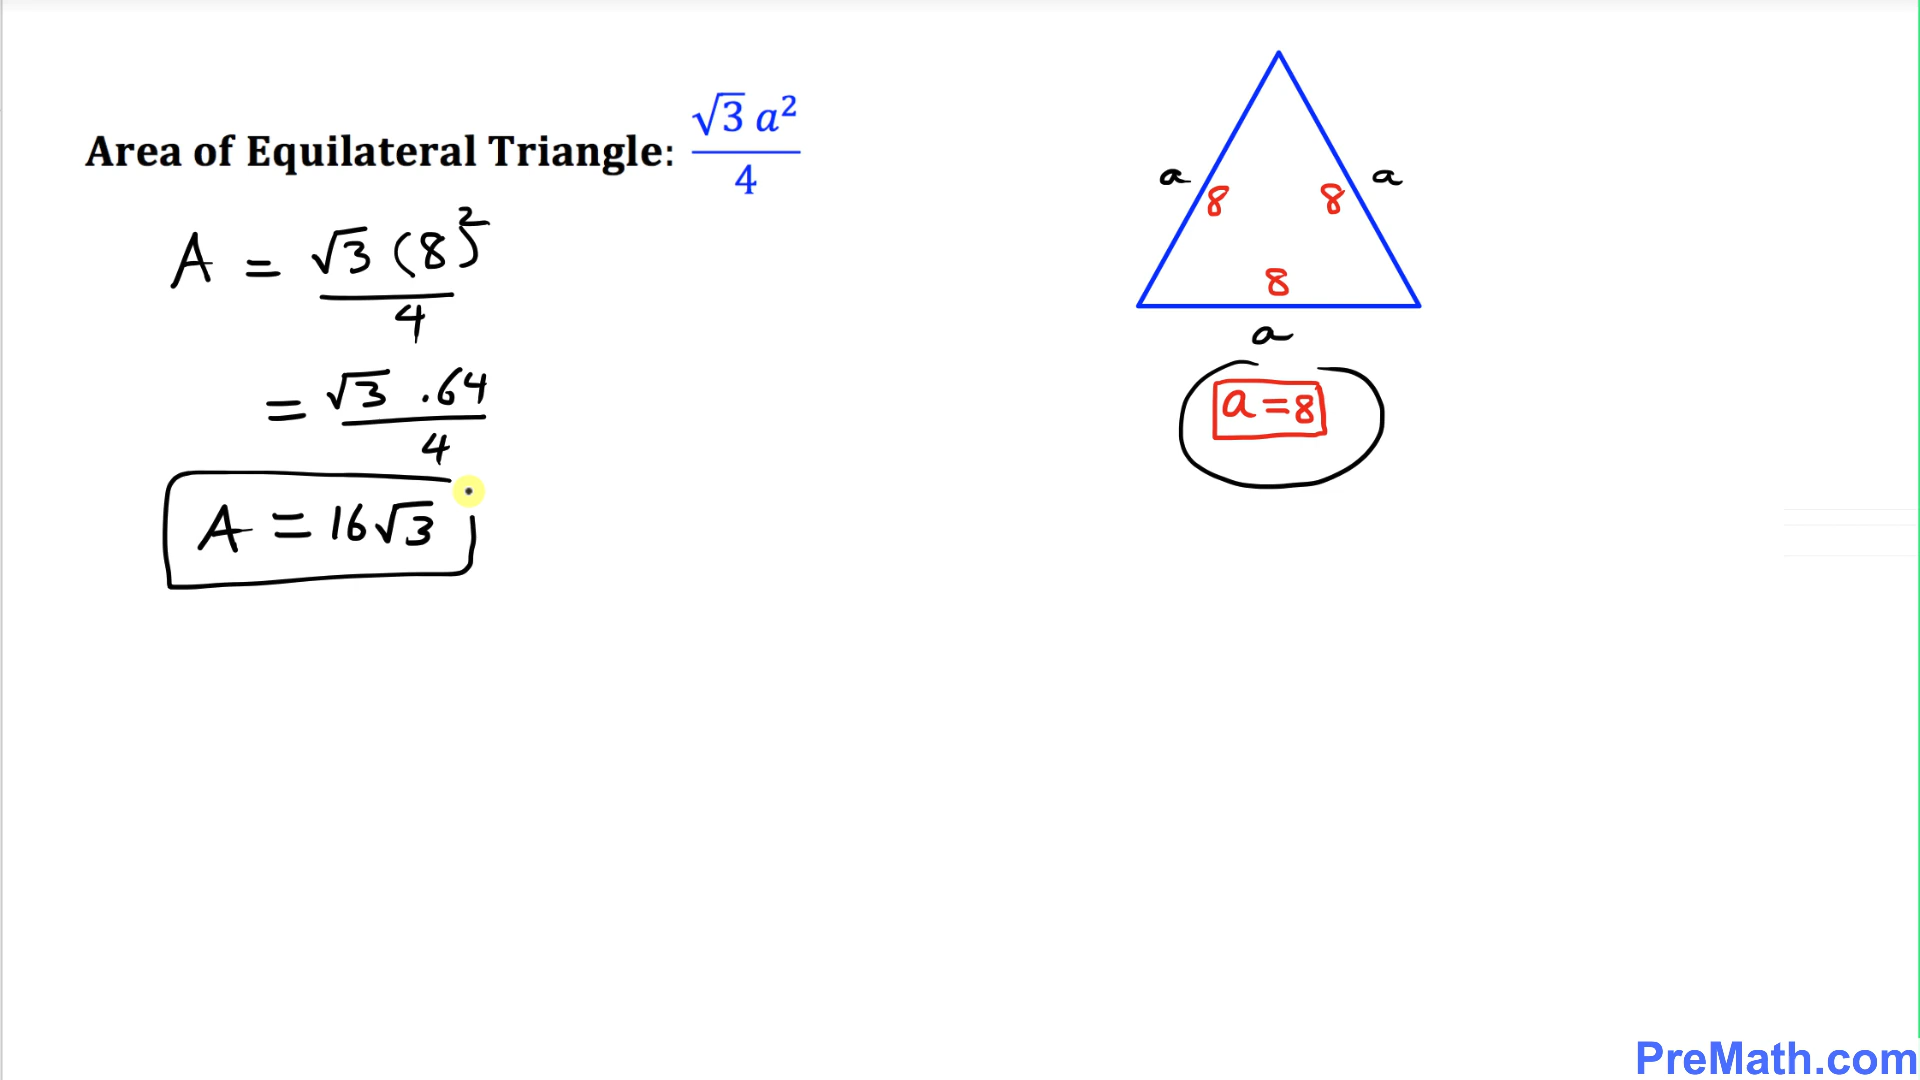 Area of Equilateral Triangle: √3 a² / 4
A = √3 (8)² / 4
= √3 . 64 / 4
A = 16√3
a 8 8 a
8
a
a = 8
PreMath.com